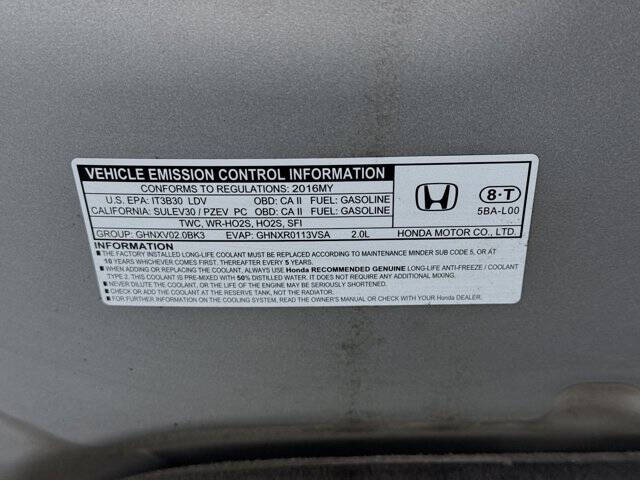 VEHICLE EMISSION CONTROL INFORMATION
CONFORMS TO REGULATIONS: 2016MY
U.S. EPA: IT3B30 LDV OBD: CA II FUEL: GASOLINE
CALIFORNIA: SULEV30 / PZEV PC OBD: CA II FUEL: GASOLINE
TWC, WR-HO2S, HO2S, SFI
GROUP: GHNXV02.0BK3 EVAP: GHNXR0113VSA 2.0L
8-T
5BA-L00
HONDA MOTOR CO., LTD.
INFORMATION
■ THE FACTORY INSTALLED LONG-LIFE COOLANT MUST BE REPLACED ACCORDING TO MAINTENANCE MINDER SUB CODE 5, OR AT
10 YEARS WHICHEVER COMES FIRST. THEREAFTER EVERY 5 YEARS.
■ WHEN ADDING OR REPLACING THE COOLANT, ALWAYS USE Honda RECOMMENDED GENUINE LONG-LIFE ANTI-FREEZE / COOLANT
TYPE 2. THIS COOLANT IS PRE-MIXED WITH 50% DISTILLED WATER. IT DOES NOT REQUIRE ANY ADDITIONAL MIXING.
■ NEVER DILUTE THE COOLANT, OR THE LIFE OF THE ENGINE MAY BE SERIOUSLY SHORTENED.
■ CHECK OR ADD THE COOLANT AT THE RESERVE TANK, NOT THE RADIATOR.
■ FOR FURTHER INFORMATION ON THE COOLING SYSTEM, READ THE OWNER'S MANUAL OR CHECK WITH YOUR Honda DEALER.